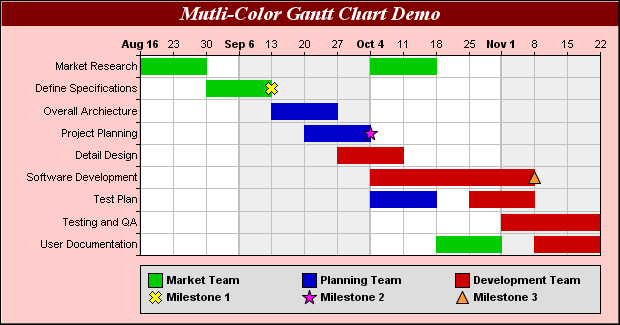 Mutli-Color Gantt Chart Demo
Aug 16 23 30 Sep 6 13 20 27 Oct 4 11 18 25 Nov 1 8 15 22
Market Research
Define Specifications
Overall Archiecture
Project Planning
Detail Design
Software Development
Test Plan
Testing and QA
User Documentation
Market Team Planning Team Development Team
Milestone 1 Milestone 2 Milestone 3